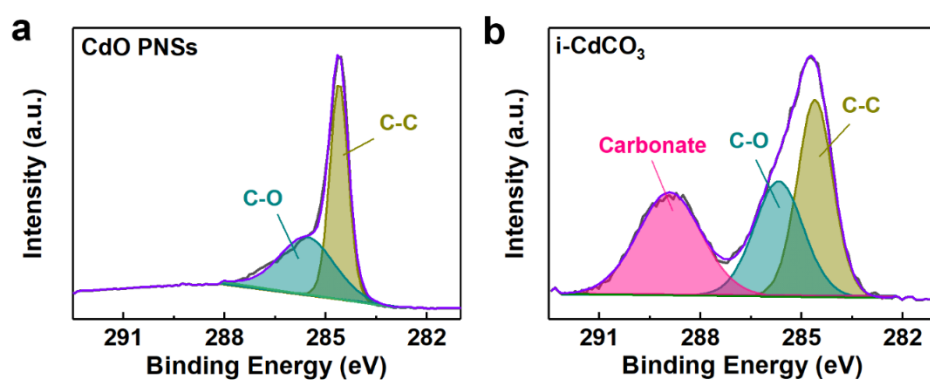 a
CdO PNSs
C-C
C-O
Intensity (a.u.)
291 288 285 282
Binding Energy (eV)
b
i-CdCO₃
C-C
C-O
Carbonate
Intensity (a.u.)
291 288 285 282
Binding Energy (eV)